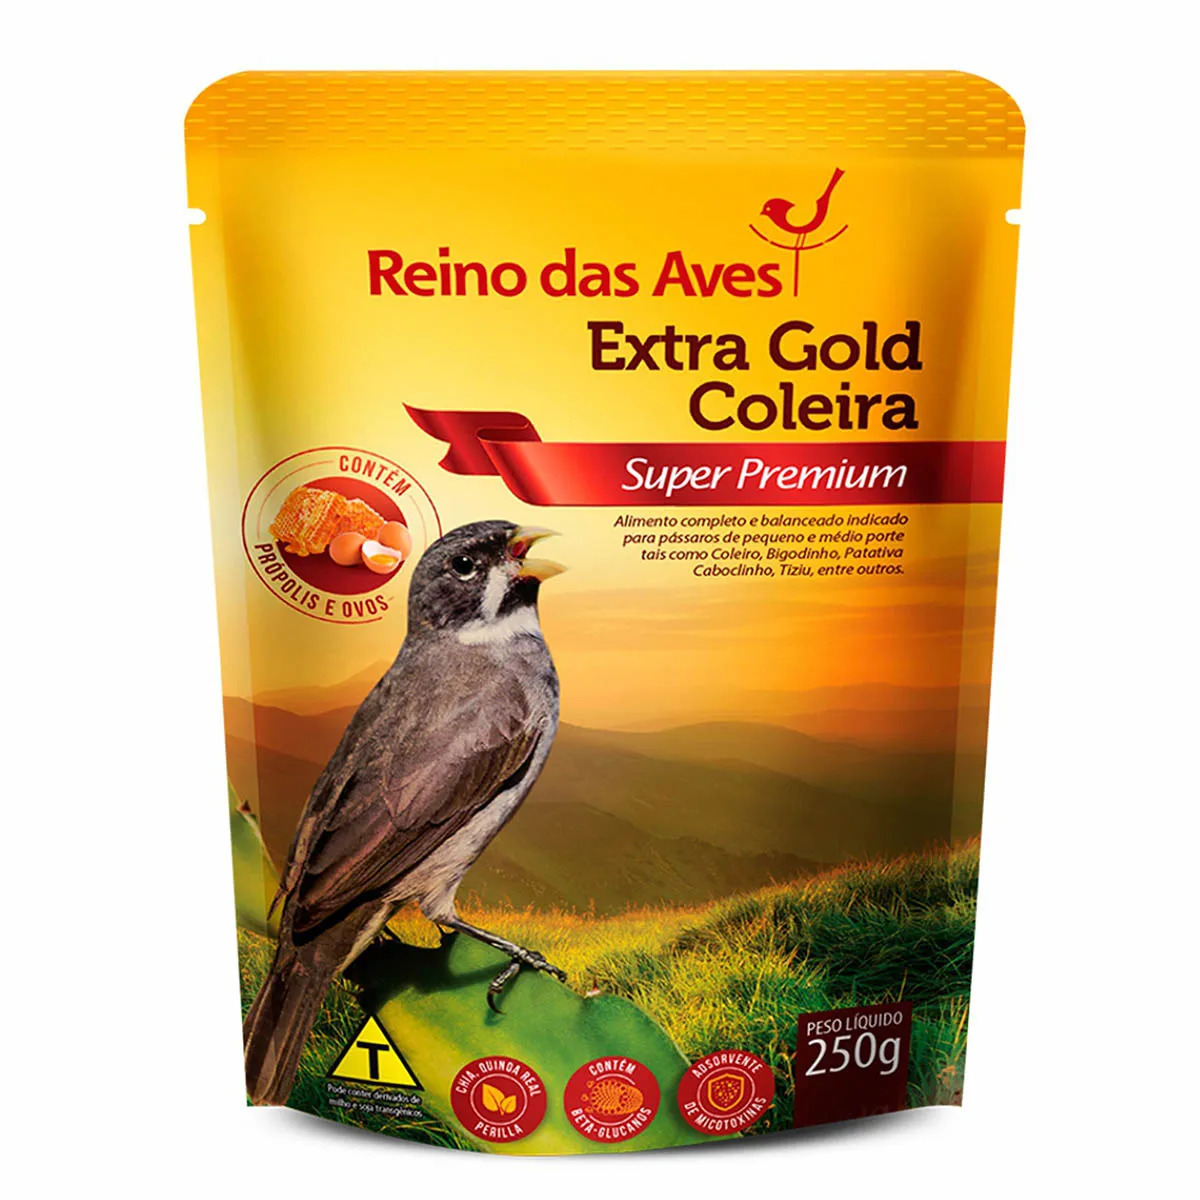 Reino das Aves
Extra Gold
Coleira
Super Premium
Alimento completo e balanceado indicado
para pássaros de pequeno e médio porte
tais como Coleiro, Bigodinho, Patativa
Caboclinho, Tiziu, entre outros.
CONTÉM
PRÓPOLIS E OVOS
PESO LÍQUIDO
250g
T
Pode conter derivados de
milho e soja transgênicos
CHIA, QUINOA REAL
PERILLA
CONTÉM
BETA-GLUCANOS
ADSORVENTE
DE MICOTOXINAS